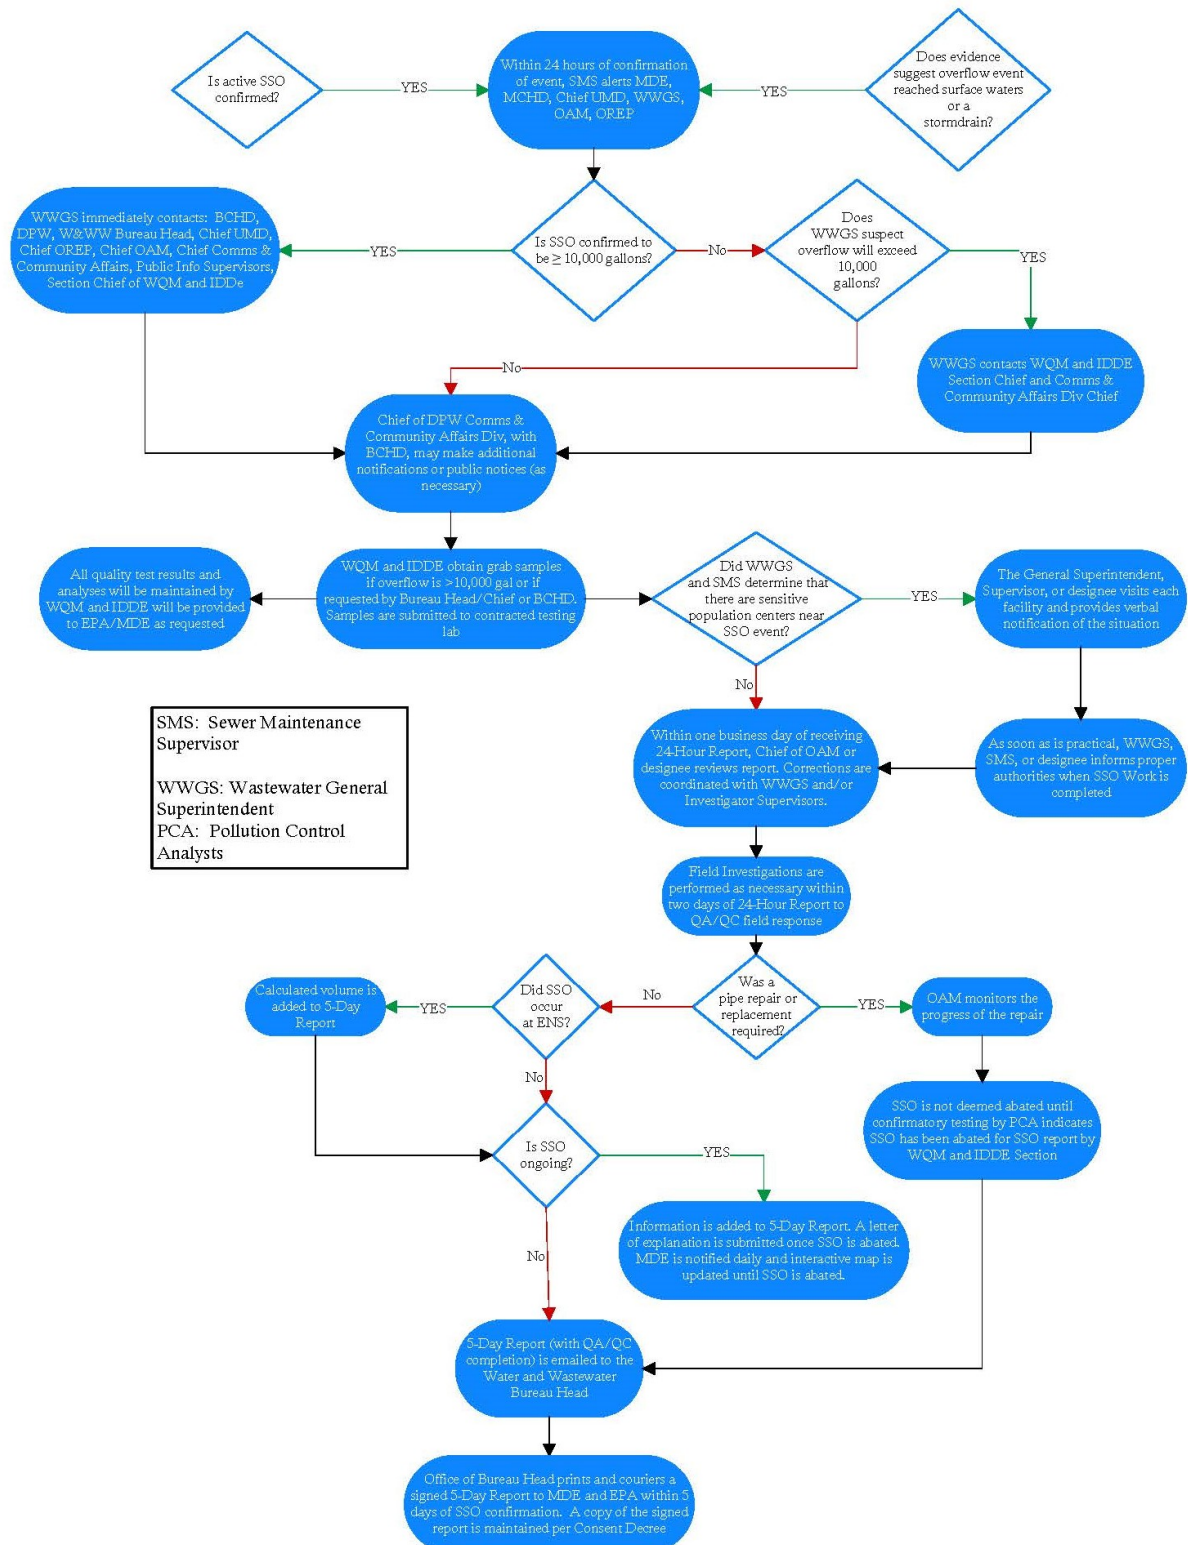 Is active SSO
confirmed?
YES
Within 24 hours of confirmation
of event, SMS alerts MDE,
MCHD, Chief UMD, WWGS,
OAM, OREP
YES
Does evidence
suggest overflow event
reached surface waters
or a
stormdrain?
WWGS immediately contacts: BCHD,
DPW, W&WW Bureau Head, Chief UMD,
Chief OREP, Chief OAM, Chief Comms &
Community Affairs, Public Info Supervisors,
Section Chief of WQM and IDDe
YES
Is SSO confirmed to
be ≥ 10,000 gallons?
No
Does
WWGS suspect
overflow will exceed
10,000
gallons?
YES
WWGS contacts WQM and IDDE
Section Chief and Comms &
Community Affairs Div Chief
No
Chief of DPW Comms &
Community Affairs Div, with
BCHD, may make additional
notifications or public notices (as
necessary)
All quality test results and
analyses will be maintained by
WQM and IDDE will be provided
to EPA/MDE as requested
WQM and IDDE obtain grab samples
if overflow is >10,000 gal or if
requested by Bureau Head/Chief or BCHD.
Samples are submitted to contracted testing
lab
Did WWGS
and SMS determine that
there are sensitive
population centers near
SSO event?
YES
The General Superintendent,
Supervisor, or designee visits each
facility and provides verbal
notification of the situation
No
SMS: Sewer Maintenance
Supervisor
WWGS: Wastewater General
Superintendent
PCA: Pollution Control
Analysts
Within one business day of receiving
24-Hour Report, Chief of OAM or
designee reviews report. Corrections are
coordinated with WWGS and/or
Investigator Supervisors.
As soon as is practical, WWGS,
SMS, or designee informs proper
authorities when SSO Work is
completed
Field Investigations are
performed as necessary within
two days of 24-Hour Report to
QA/QC field response
Calculated volume is
added to 5-Day
Report
YES
Did SSO
occur
at ENS?
No
Was a
pipe repair or
replacement
required?
YES
OAM monitors the
progress of the repair
No
SSO is not deemed abated until
confirmatory testing by PCA indicates
SSO has been abated for SSO report by
WQM and IDDE Section
Is SSO
ongoing?
YES
Information is added to 5-Day Report. A letter
of explanation is submitted once SSO is abated.
MDE is notified daily and interactive map is
updated until SSO is abated.
No
5-Day Report (with QA/QC
completion) is emailed to the
Water and Wastewater
Bureau Head
Office of Bureau Head prints and couriers a
signed 5-Day Report to MDE and EPA within 5
days of SSO confirmation. A copy of the signed
report is maintained per Consent Decree